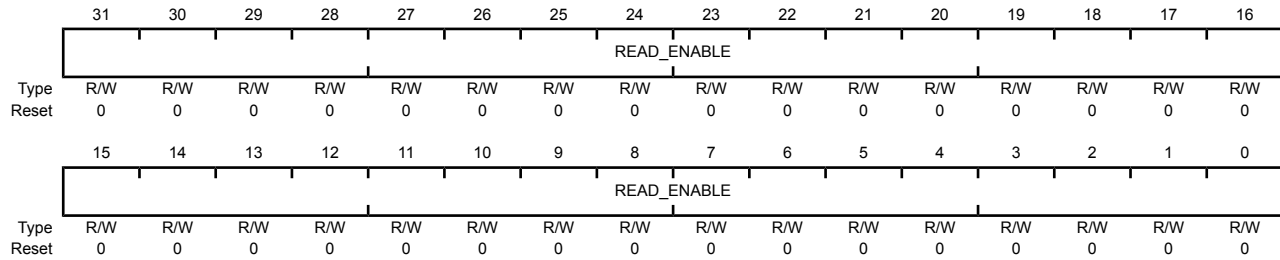 31 30 29 28 27 26 25 24 23 22 21 20 19 18 17 16
READ_ENABLE
Type R/W R/W R/W R/W R/W R/W R/W R/W R/W R/W R/W R/W R/W R/W R/W R/W
Reset 0 0 0 0 0 0 0 0 0 0 0 0 0 0 0 0
15 14 13 12 11 10 9 8 7 6 5 4 3 2 1 0
READ_ENABLE
Type R/W R/W R/W R/W R/W R/W R/W R/W R/W R/W R/W R/W R/W R/W R/W R/W
Reset 0 0 0 0 0 0 0 0 0 0 0 0 0 0 0 0